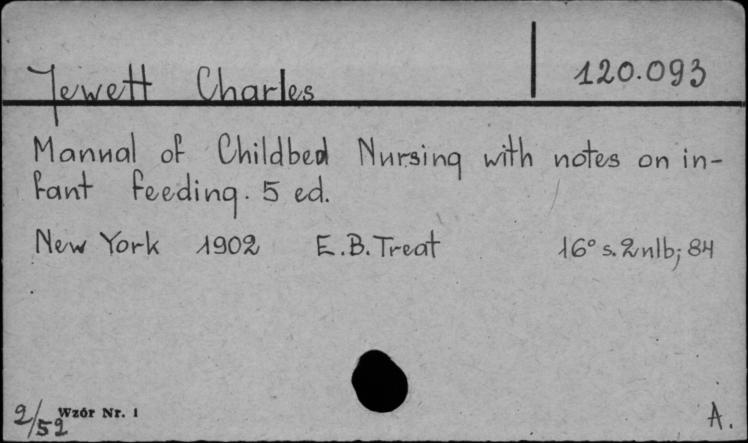 Jewett Charles 120.093
Manual of Childbed Nursing with notes on in-
fant feeding. 5 ed.
New York 1902 E.B. Treat 16° s. 2nlb; 84
2/52 Wzór Nr. 1 A.